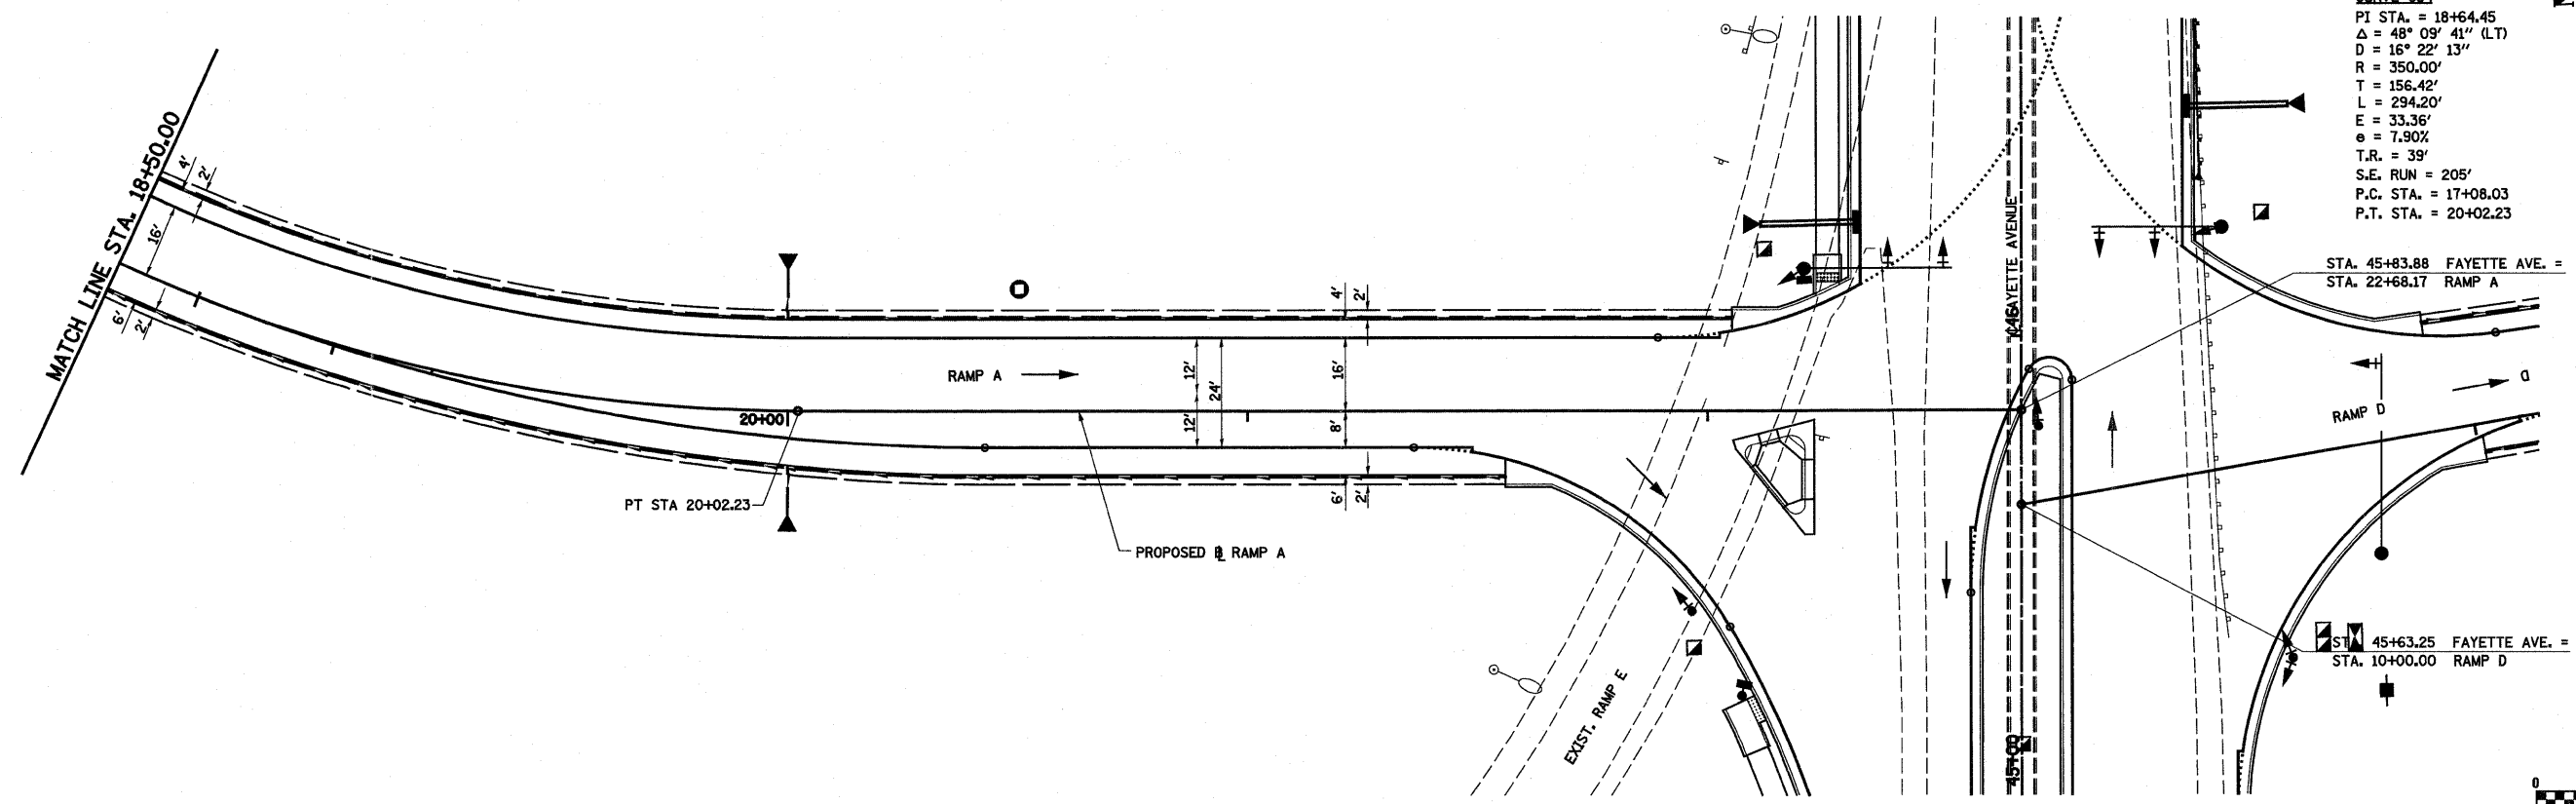 PI STA. = 18+64.45
Δ = 48° 09' 41" (LT)
D = 16° 22' 13"
R = 350.00'
T = 156.42'
L = 294.20'
E = 33.36'
e = 7.90%
T.R. = 39'
S.E. RUN = 205'
P.C. STA. = 17+08.03
P.T. STA. = 20+02.23
MATCH LINE STA. 18+50.00
4'
2'
16'
6'
2'
4'
2'
FAYETTE AVENUE
STA. 45+83.88 FAYETTE AVE. =
STA. 22+68.17 RAMP A
RAMP A
12'
24'
12'
16'
8'
20+00
RAMP D
D
6'
2'
PT STA 20+02.23
PROPOSED ℄ RAMP A
EXIST. RAMP E
STA. 45+63.25 FAYETTE AVE. =
STA. 10+00.00 RAMP D
45+00
0